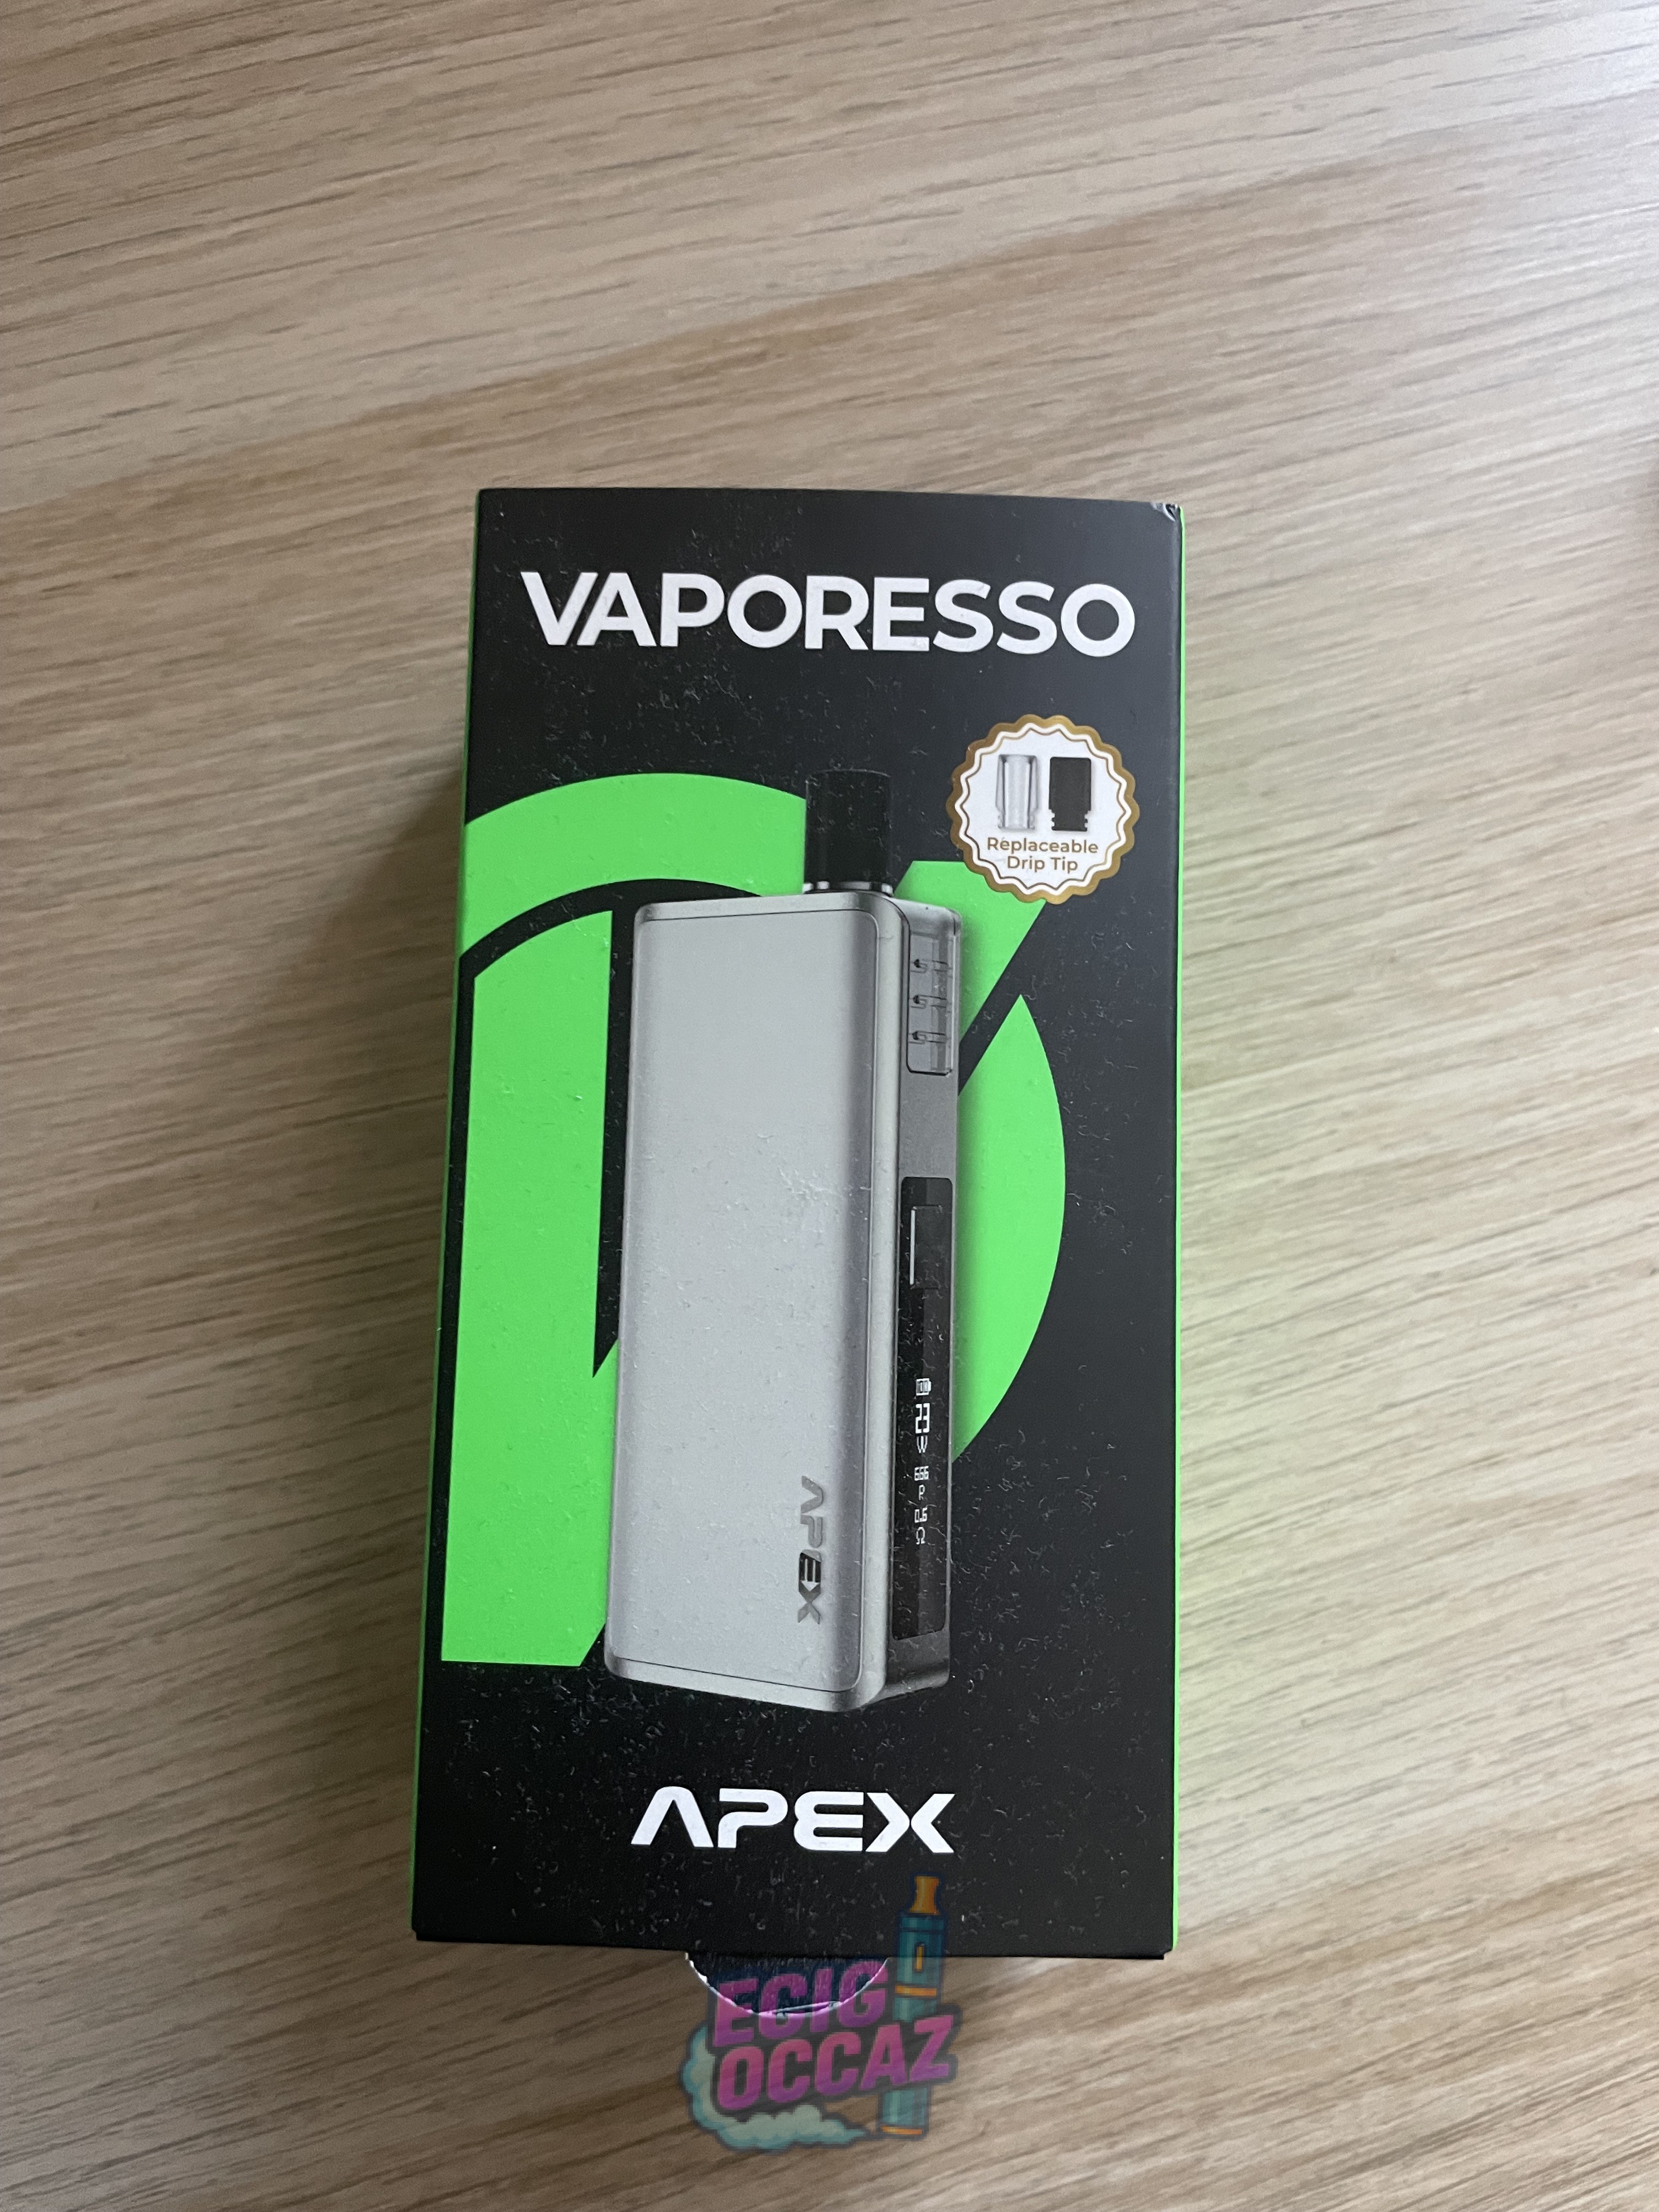 VAPORESSO
Replaceable
Drip Tip
APEX
APEX
ECIG
OCCAZ